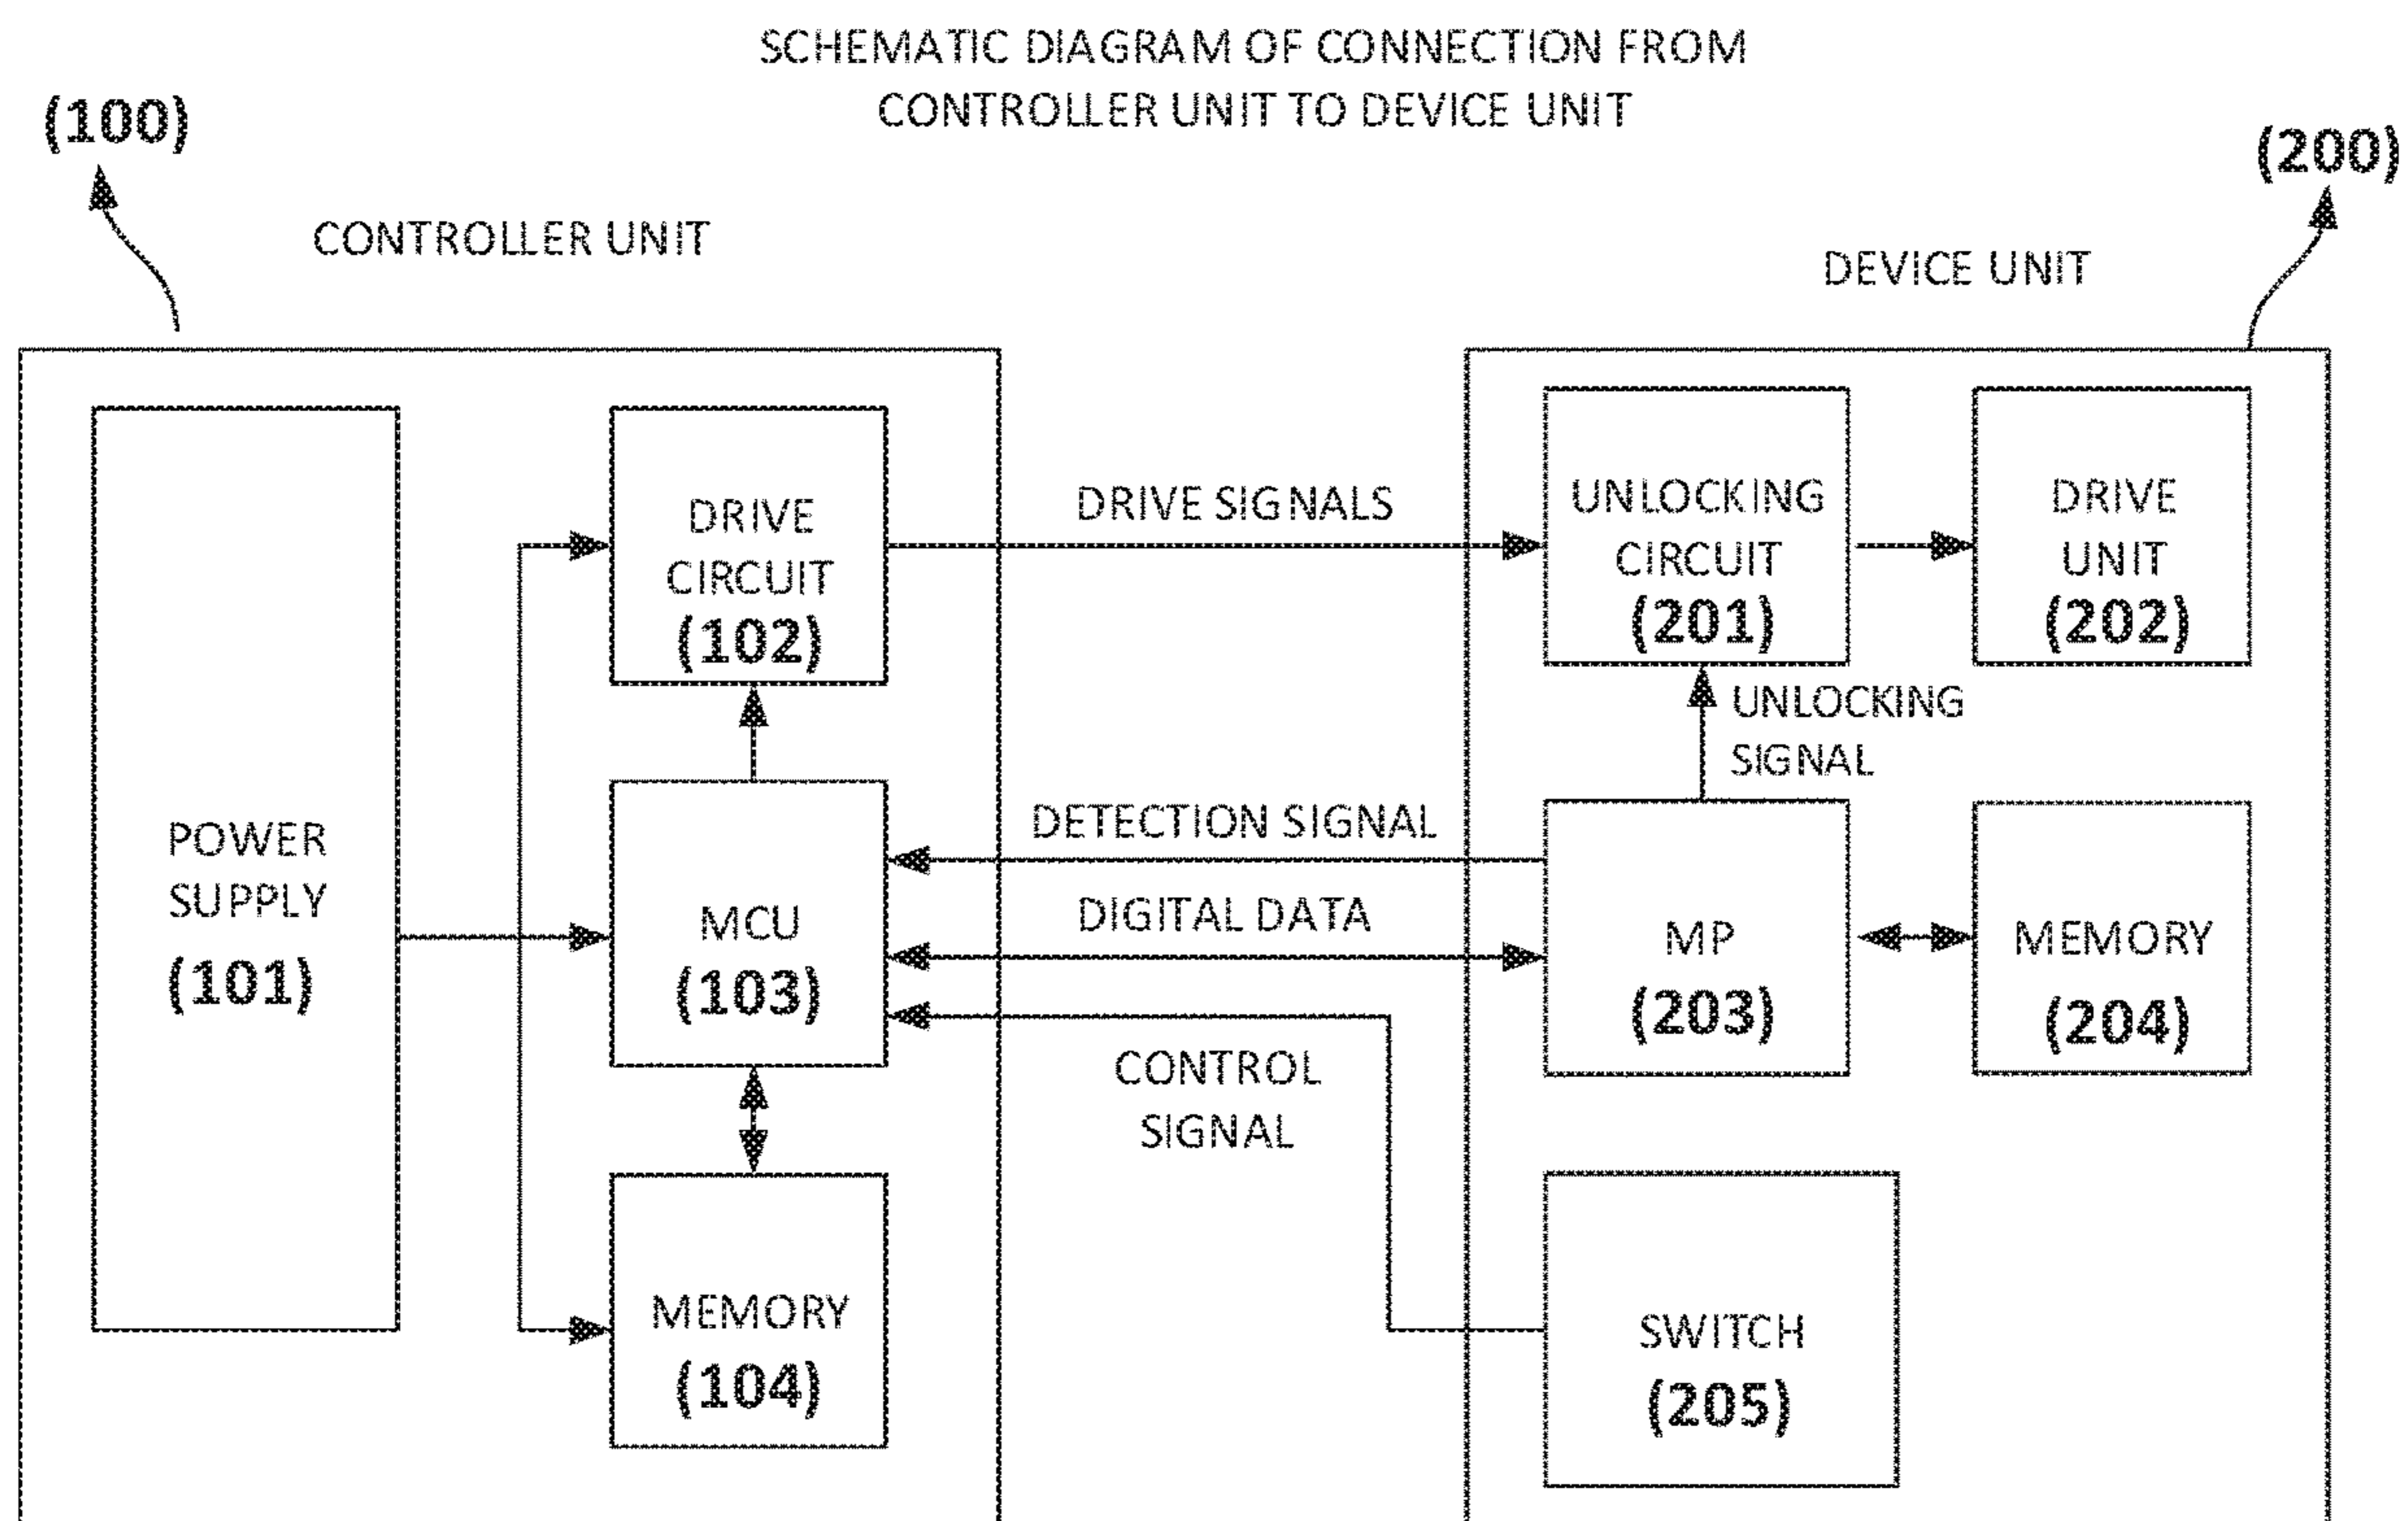 SCHEMATIC DIAGRAM OF CONNECTION FROM
CONTROLLER UNIT TO DEVICE UNIT
(100)
(200)
CONTROLLER UNIT
DEVICE UNIT
POWER
SUPPLY
(101)
DRIVE
CIRCUIT
(102)
MCU
(103)
MEMORY
(104)
DRIVE SIGNALS
DETECTION SIGNAL
DIGITAL DATA
CONTROL
SIGNAL
UNLOCKING
CIRCUIT
(201)
DRIVE
UNIT
(202)
UNLOCKING
SIGNAL
MP
(203)
MEMORY
(204)
SWITCH
(205)